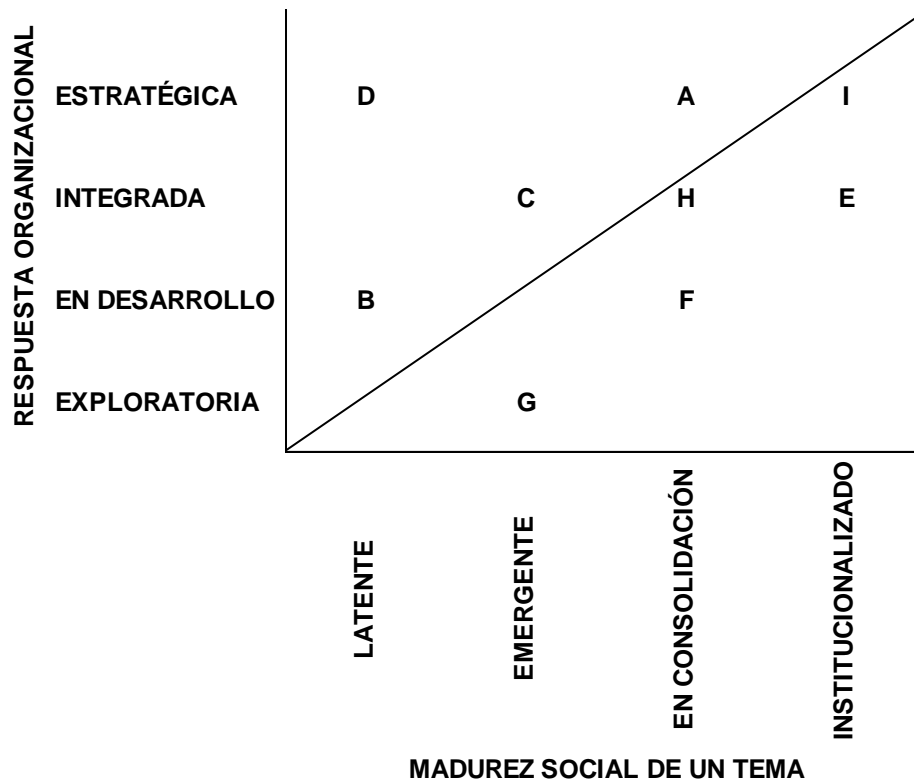 RESPUESTA ORGANIZACIONAL
ESTRATÉGICA D A I
INTEGRADA C H E
EN DESARROLLO B F
EXPLORATORIA G
LATENTE
EMERGENTE
EN CONSOLIDACIÓN
INSTITUCIONALIZADO
MADUREZ SOCIAL DE UN TEMA